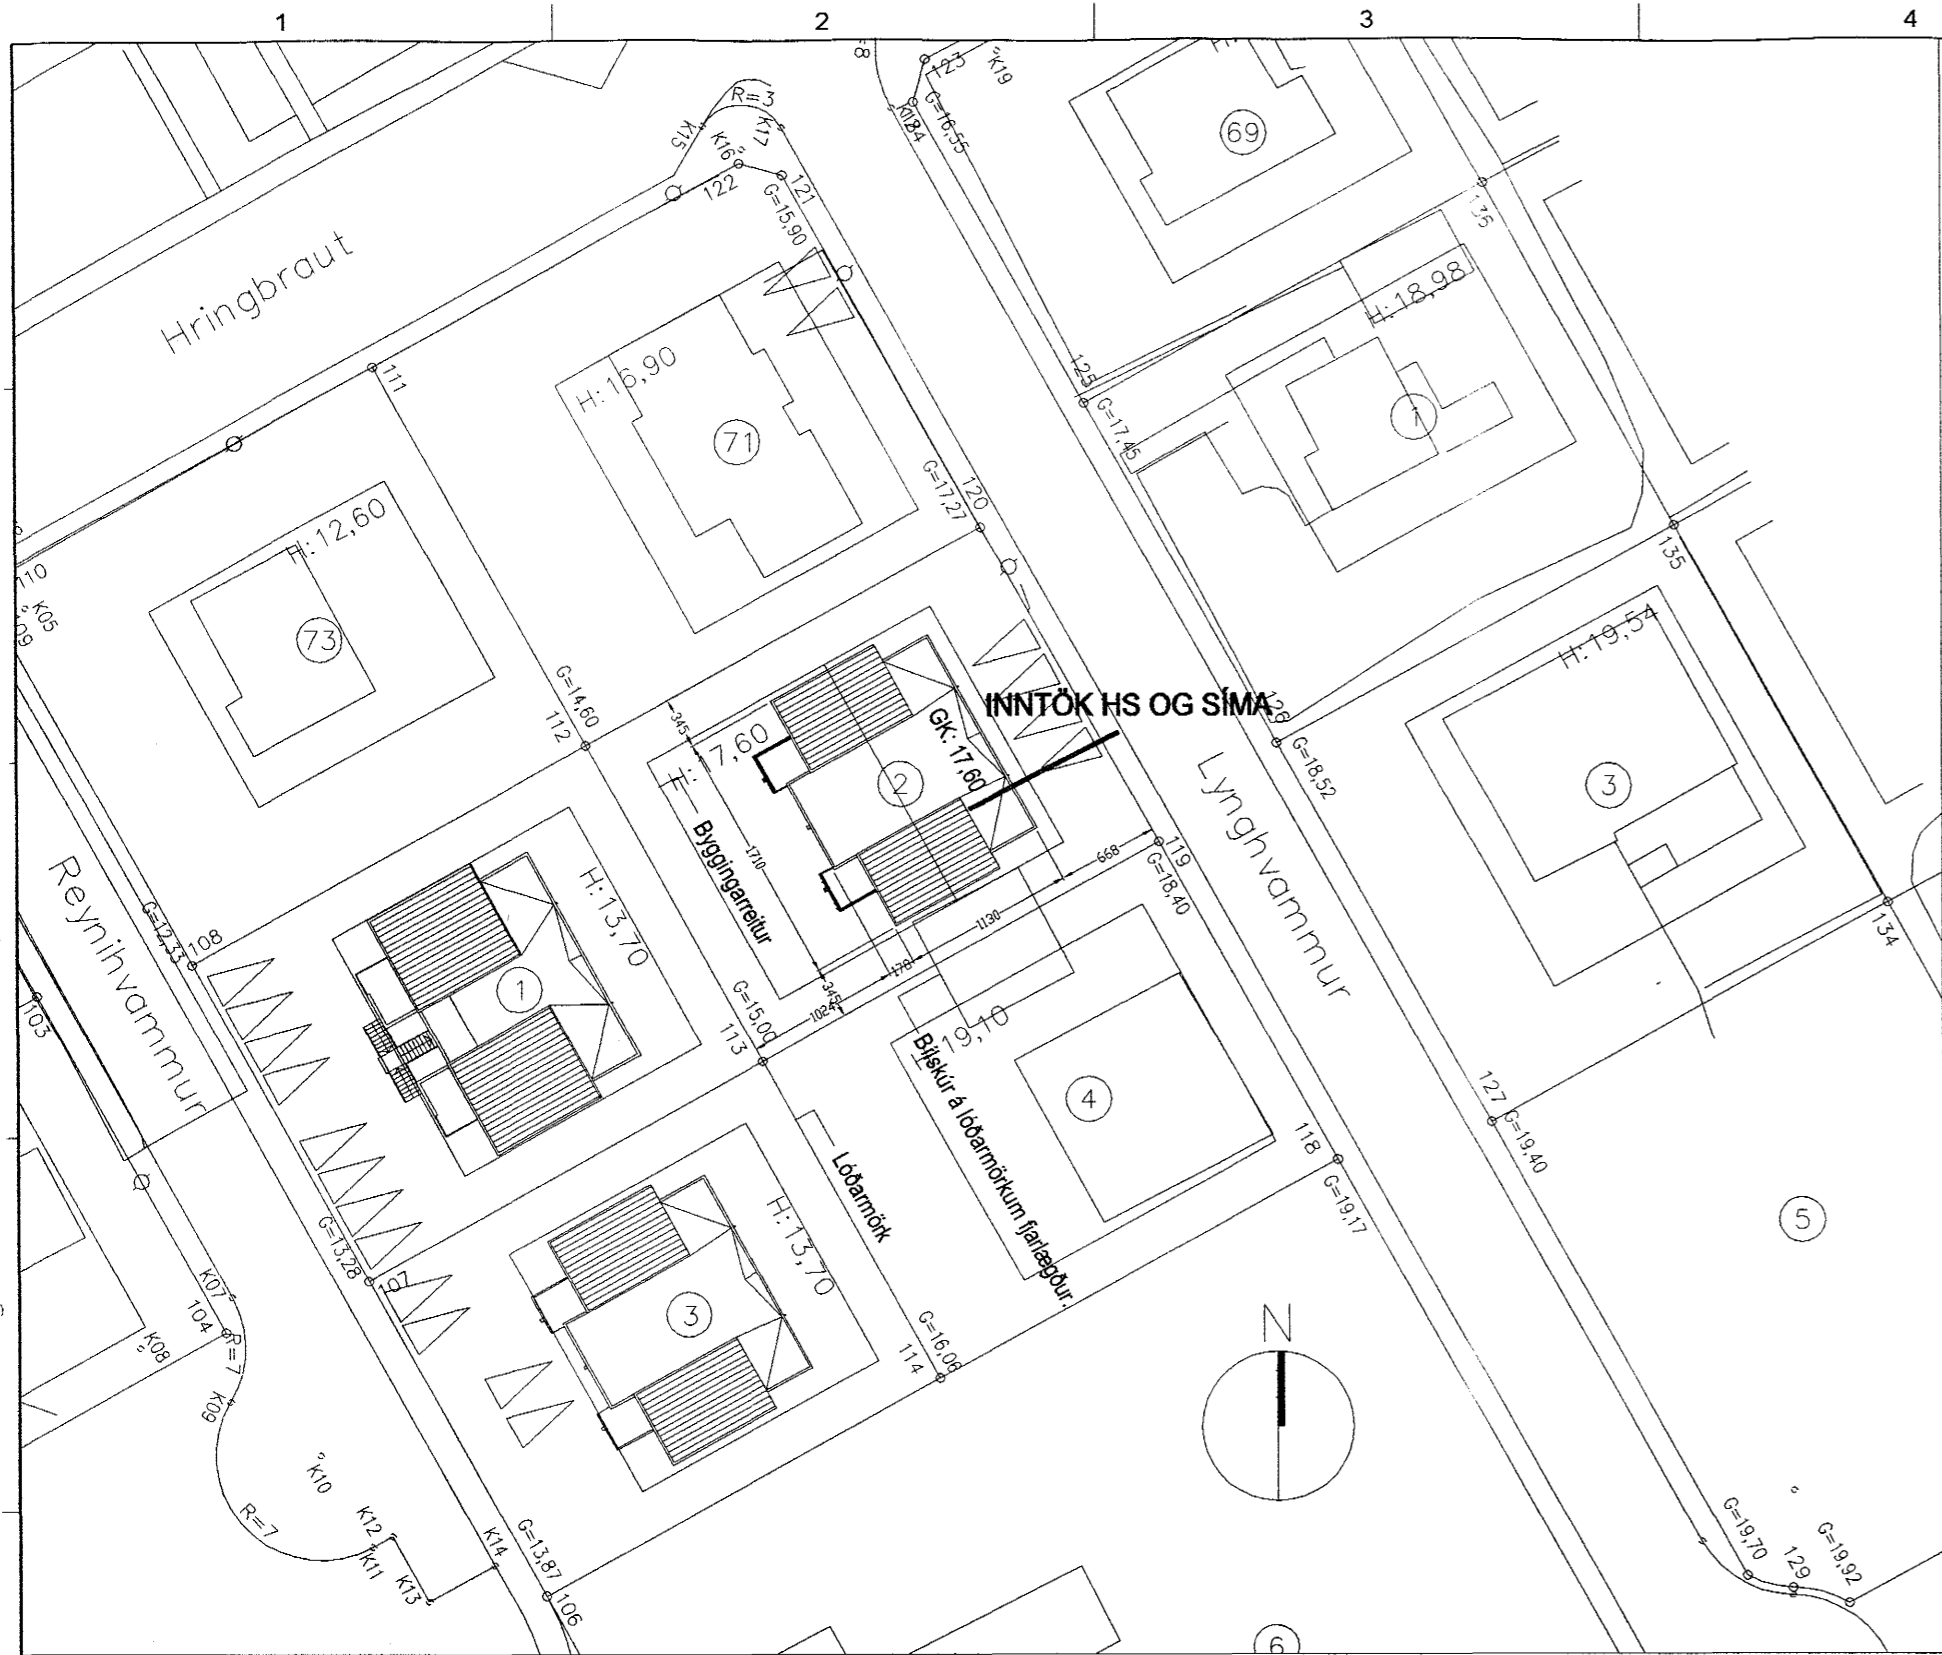 1
2
3
4
123
K19
R=3
K15
K17
K16
122
121
G=15,90
G=16,55
69
136
Hringbraut
H:18,98
111
H:16,90
125
G=17,45
1
71
G=17,27
120
H:12,60
110
K05
109
73
135
H:19,54
G=14,60
112
345
INNTÖK HS OG SÍMA
126
G=18,52
GK: 17,60
2
3
Byggingarreitur
1710
Lynghvammur
119
G=18,40
668
1130
178
345
1024
Reynihvammur
G=12,33
108
H:13,70
1
103
G=15,00
113
19,10
134
Bílskúr á lóðarmörkum fjarlægður.
4
127
G=19,40
118
G=19,17
Lóðarmörk
5
G=13,28
107
H:13,70
3
K07
104
R=7
K08
K09
G=16,06
114
N
K10
R=7
K12
K11
K13
K14
G=13,87
106
G=19,70
129
G=19,92
6